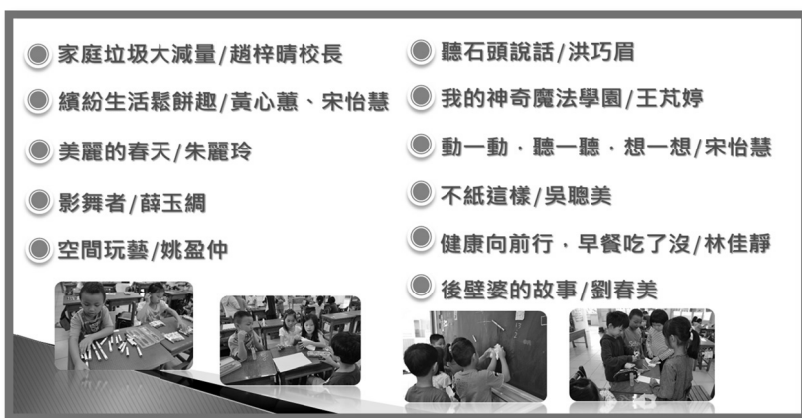 家庭垃圾大減量/趙梓晴校長
繽紛生活鬆餅趣/黃心蕙、宋怡慧
美麗的春天/朱麗玲
影舞者/薛玉綢
空間玩藝/姚盈仲
聽石頭說話/洪巧眉
我的神奇魔法學園/王芃婷
動一動，聽一聽，想一想/宋怡慧
不紙這樣/吳聰美
健康向前行，早餐吃了沒/林佳靜
後壁婆的故事/劉春美